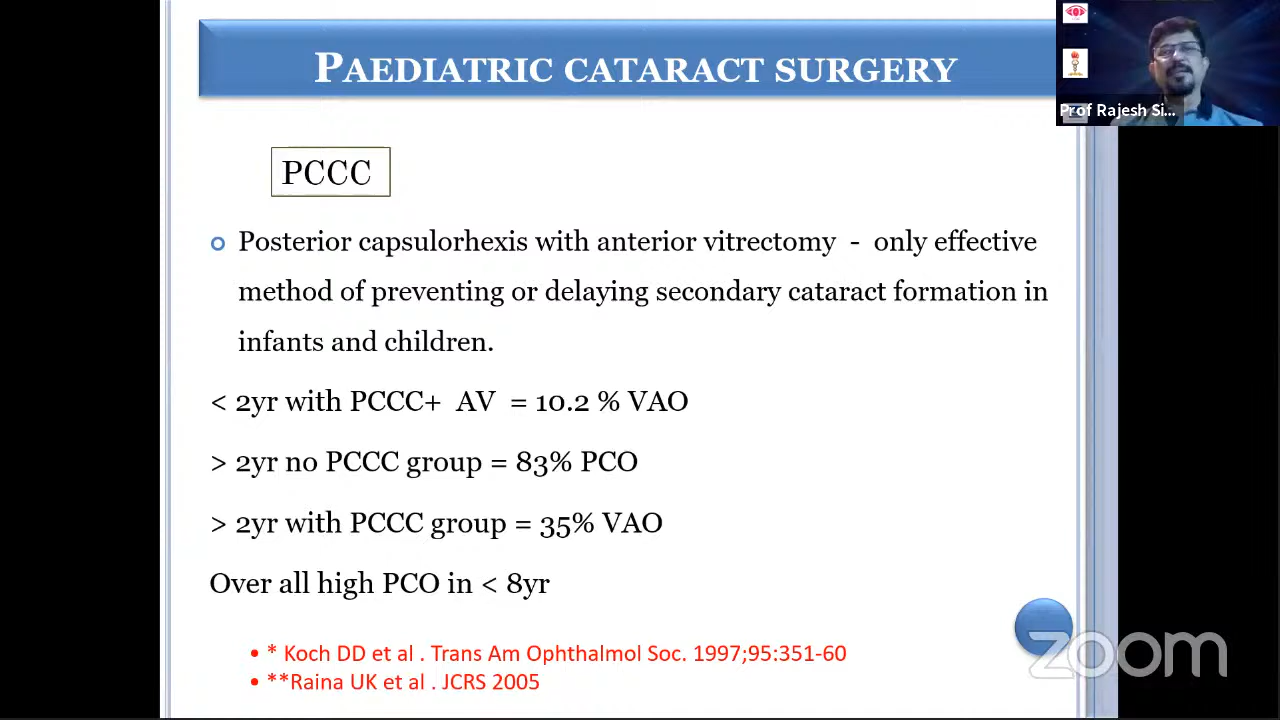 PAEDIATRIC CATARACT SURGERY
Prof Rajesh Si...
PCCC
Posterior capsulorhexis with anterior vitrectomy - only effective
method of preventing or delaying secondary cataract formation in
infants and children.
< 2yr with PCCC+ AV = 10.2 % VAO
> 2yr no PCCC group = 83% PCO
> 2yr with PCCC group = 35% VAO
Over all high PCO in < 8yr
• * Koch DD et al . Trans Am Ophthalmol Soc. 1997;95:351-60
• **Raina UK et al . JCRS 2005
zoom